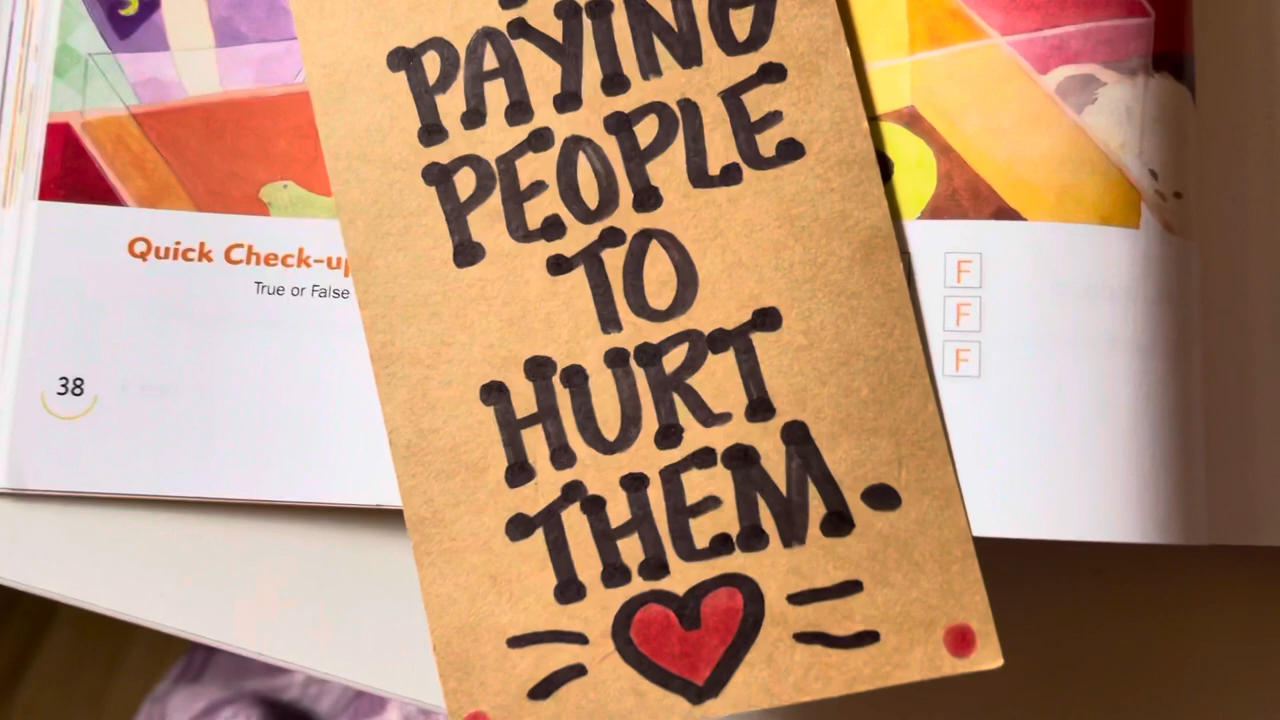 PAYING
PEOPLE
TO
HURT
THEM.
Quick Check-up
True or False
F
F
F
38